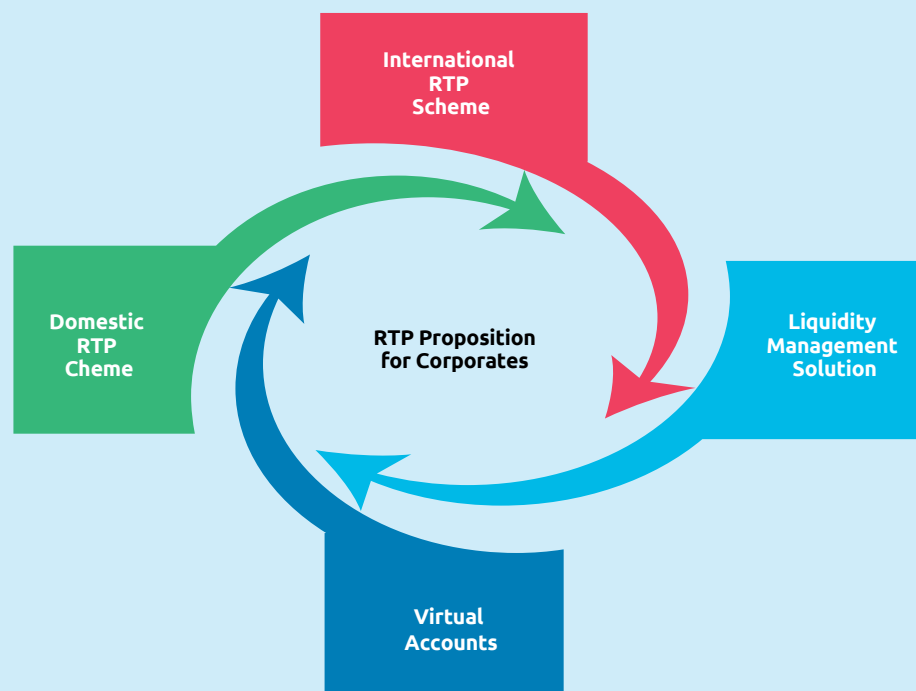 International
RTP
Scheme
Domestic
RTP
Cheme
RTP Proposition
for Corporates
Liquidity
Management
Solution
Virtual
Accounts